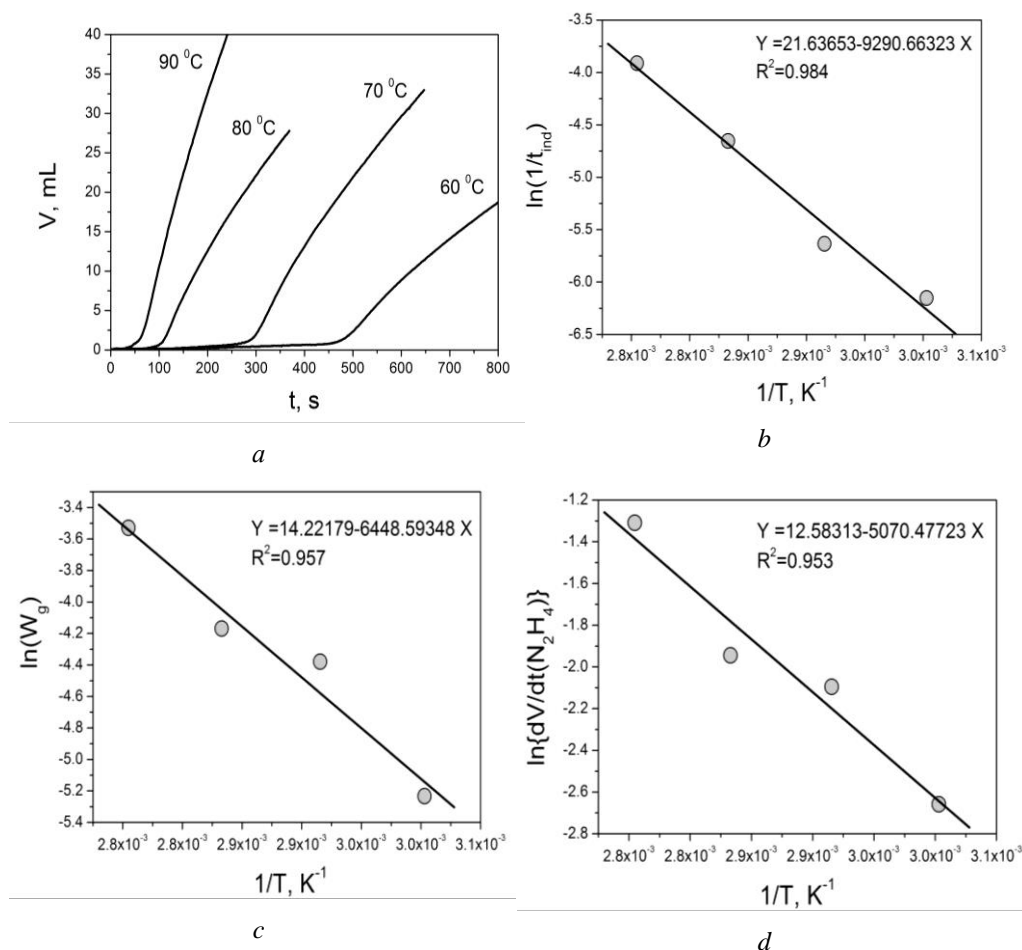 V, mL
40
35
30
25
20
15
10
5
0
90 ⁰C
80 ⁰C
70 ⁰C
60 ⁰C
0 100 200 300 400 500 600 700 800
t, s
a
ln(1/t_ind)
-3.5
-4.0
-4.5
-5.0
-5.5
-6.0
-6.5
Y =21.63653-9290.66323 X
R²=0.984
2.8x10⁻³ 2.8x10⁻³ 2.9x10⁻³ 2.9x10⁻³ 3.0x10⁻³ 3.0x10⁻³ 3.1x10⁻³
1/T, K⁻¹
b
ln(W_g)
-3.4
-3.6
-3.8
-4.0
-4.2
-4.4
-4.6
-4.8
-5.0
-5.2
-5.4
Y =14.22179-6448.59348 X
R²=0.957
2.8x10⁻³ 2.8x10⁻³ 2.9x10⁻³ 2.9x10⁻³ 3.0x10⁻³ 3.0x10⁻³ 3.1x10⁻³
1/T, K⁻¹
c
ln{dV/dt(N₂H₄)}
-1.2
-1.4
-1.6
-1.8
-2.0
-2.2
-2.4
-2.6
-2.8
Y =12.58313-5070.47723 X
R²=0.953
2.8x10⁻³ 2.8x10⁻³ 2.9x10⁻³ 2.9x10⁻³ 3.0x10⁻³ 3.0x10⁻³ 3.1x10⁻³
1/T, K⁻¹
d